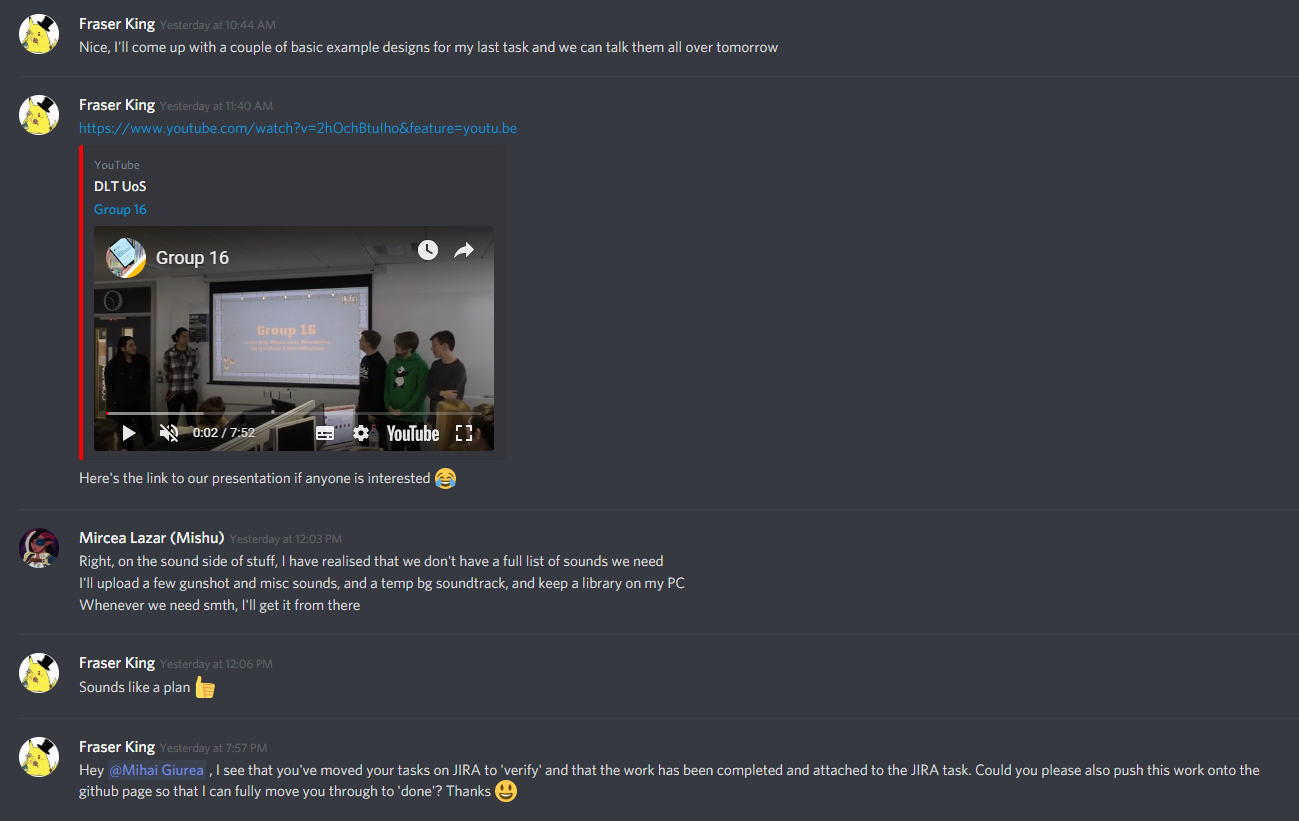 Fraser King Yesterday at 10:44 AM
Nice, I'll come up with a couple of basic example designs for my last task and we can talk them all over tomorrow
Fraser King Yesterday at 11:40 AM
https://www.youtube.com/watch?v=2hOchBtulho&feature=youtu.be
YouTube
DLT UoS
Group 16
Group 16
Group 16
0:02 / 7:52
YouTube
Here's the link to our presentation if anyone is interested 😂
Mircea Lazar (Mishu) Yesterday at 12:03 PM
Right, on the sound side of stuff, I have realised that we don't have a full list of sounds we need
I'll upload a few gunshot and misc sounds, and a temp bg soundtrack, and keep a library on my PC
Whenever we need smth, I'll get it from there
Fraser King Yesterday at 12:06 PM
Sounds like a plan 👍
Fraser King Yesterday at 7:57 PM
Hey @Mihai Giurea , I see that you've moved your tasks on JIRA to 'verify' and that the work has been completed and attached to the JIRA task. Could you please also push this work onto the
github page so that I can fully move you through to 'done'? Thanks 😃